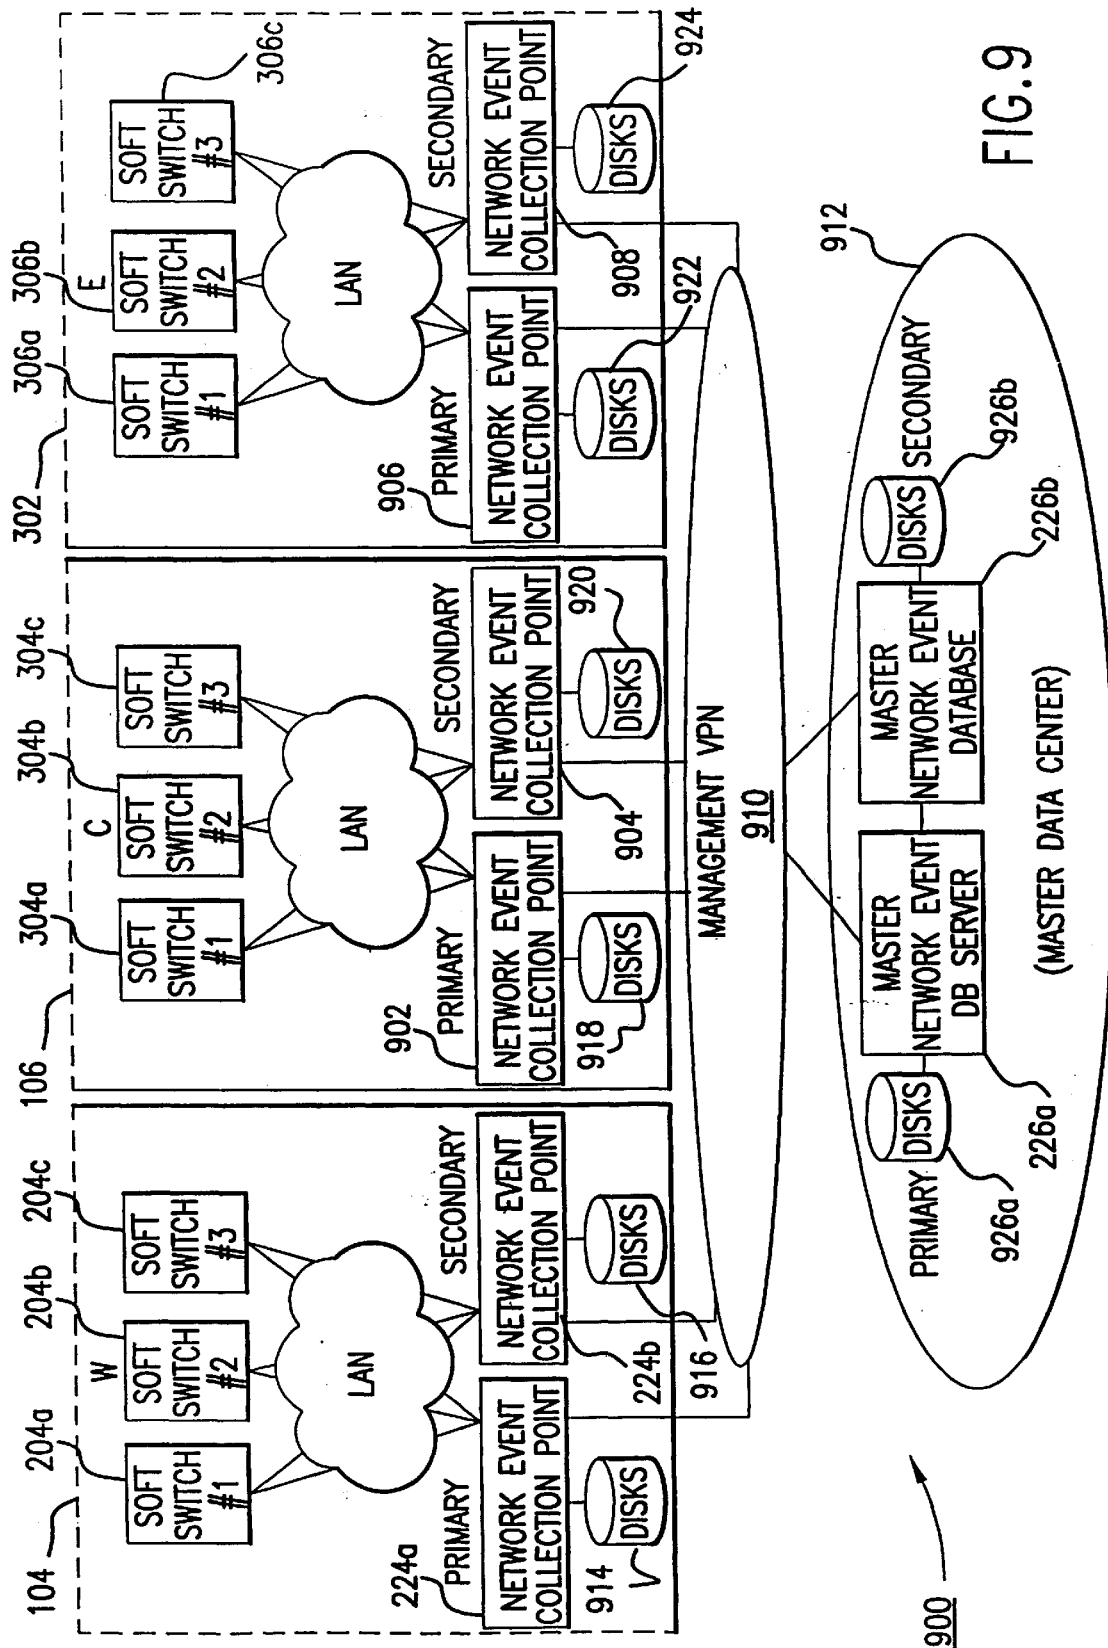 104
204a
204b
204c
W
SOFT
SWITCH
#1
SOFT
SWITCH
#2
SOFT
SWITCH
#3
LAN
224a
PRIMARY
SECONDARY
NETWORK EVENT
COLLECTION POINT
NETWORK EVENT
COLLECTION POINT
914
DISKS
224b
DISKS
916
106
304a
304b
304c
C
SOFT
SWITCH
#1
SOFT
SWITCH
#2
SOFT
SWITCH
#3
LAN
902
PRIMARY
SECONDARY
NETWORK EVENT
COLLECTION POINT
NETWORK EVENT
COLLECTION POINT
918
DISKS
904
DISKS
920
302
306a
306b
E
306c
SOFT
SWITCH
#1
SOFT
SWITCH
#2
SOFT
SWITCH
#3
LAN
906
PRIMARY
SECONDARY
NETWORK EVENT
COLLECTION POINT
NETWORK EVENT
COLLECTION POINT
DISKS
922
908
DISKS
924
MANAGEMENT VPN
910
912
PRIMARY
DISKS
926a
MASTER
NETWORK EVENT
DB SERVER
226a
MASTER
NETWORK EVENT
DATABASE
226b
DISKS
SECONDARY
926b
(MASTER DATA CENTER)
900
FIG.9